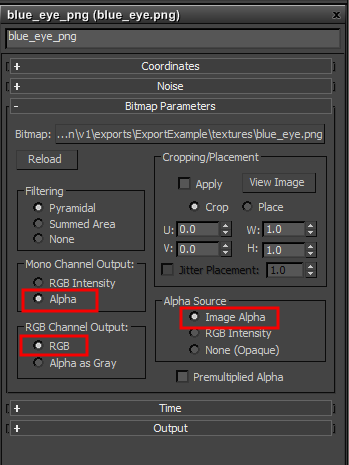 blue_eye_png (blue_eye.png) x
blue_eye_png
+ Coordinates
+ Noise
- Bitmap Parameters
Bitmap: ...n\v1\exports\ExportExample\textures\blue_eye.png
Reload
Cropping/Placement
Apply View Image
Crop Place
U: 0.0 W: 1.0
V: 0.0 H: 1.0
Jitter Placement: 1.0
Filtering
Pyramidal
Summed Area
None
Mono Channel Output:
RGB Intensity
Alpha
RGB Channel Output:
RGB
Alpha as Gray
Alpha Source
Image Alpha
RGB Intensity
None (Opaque)
Premultiplied Alpha
+ Time
+ Output